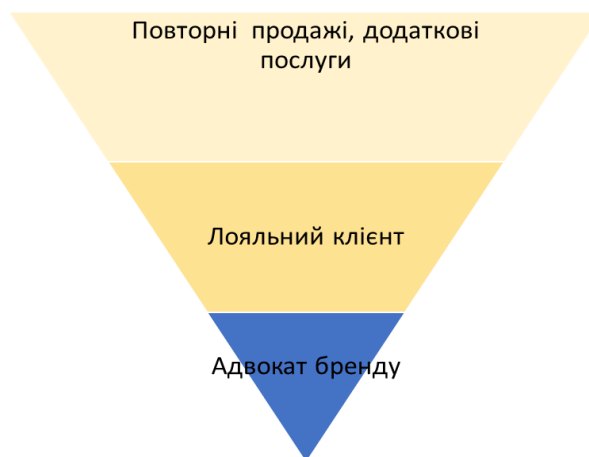 Повторні продажі, додаткові
послуги
Лояльний клієнт
Адвокат бренду